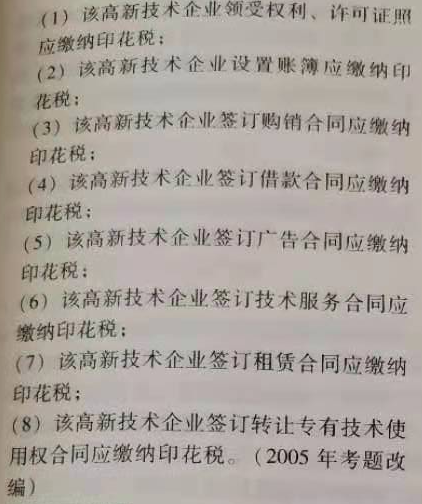 (1) 该高新技术企业领受权利、许可证照
应缴纳印花税；
(2) 该高新技术企业设置账簿应缴纳印
花税；
(3) 该高新技术企业签订购销合同应缴纳
印花税；
(4) 该高新技术企业签订借款合同应缴纳
印花税；
(5) 该高新技术企业签订广告合同应缴纳
印花税；
(6) 该高新技术企业签订技术服务合同应
缴纳印花税；
(7) 该高新技术企业签订租赁合同应缴纳
印花税；
(8) 该高新技术企业签订转让专有技术使
用权合同应缴纳印花税。(2005 年考题改
编)